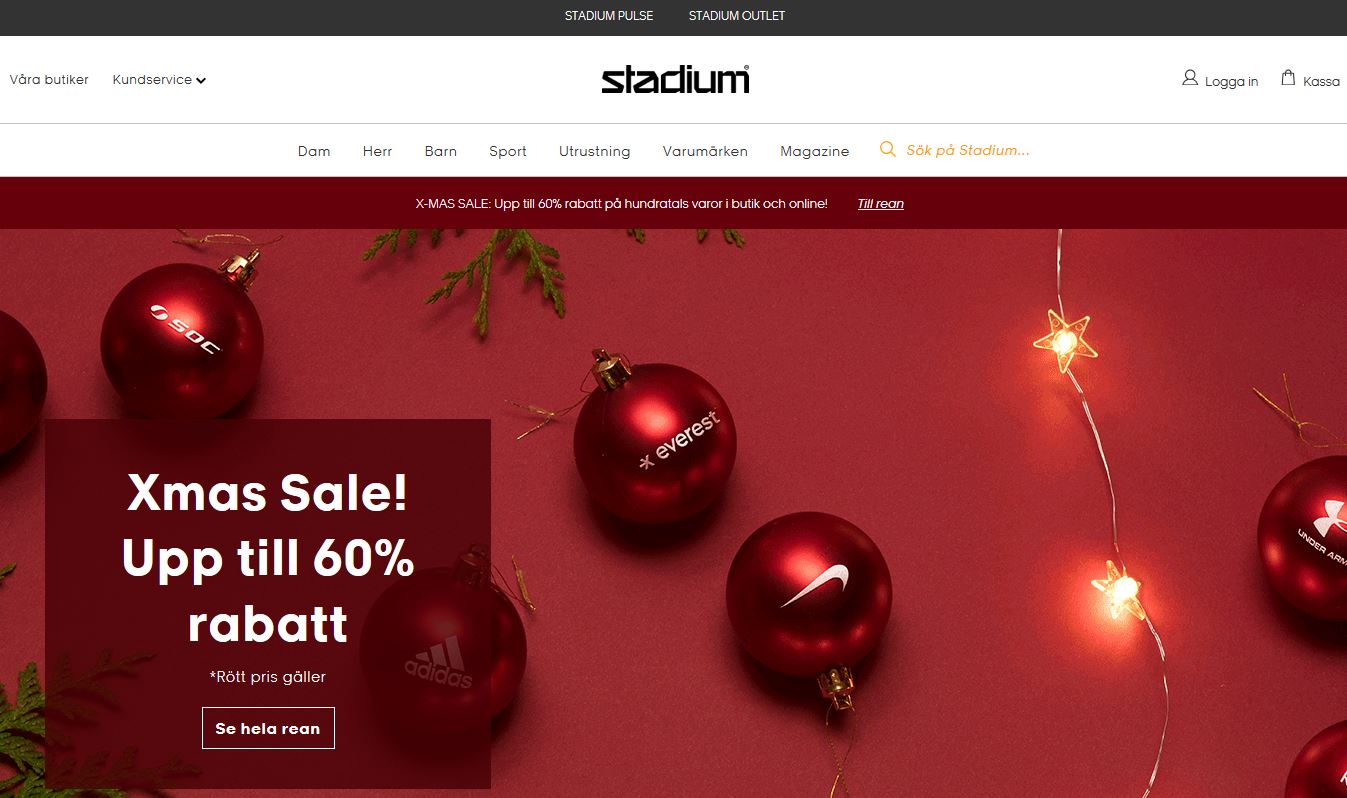 STADIUM PULSE STADIUM OUTLET
Våra butiker Kundservice stadium® Logga in Kassa
Dam Herr Barn Sport Utrustning Varumärken Magazine Sök på Stadium...
X-MAS SALE: Upp till 60% rabatt på hundratals varor i butik och online! Till rean
SOC
everest
UNDER ARM
Xmas Sale!
Upp till 60%
rabatt
adidas
*Rött pris gäller
Se hela rean